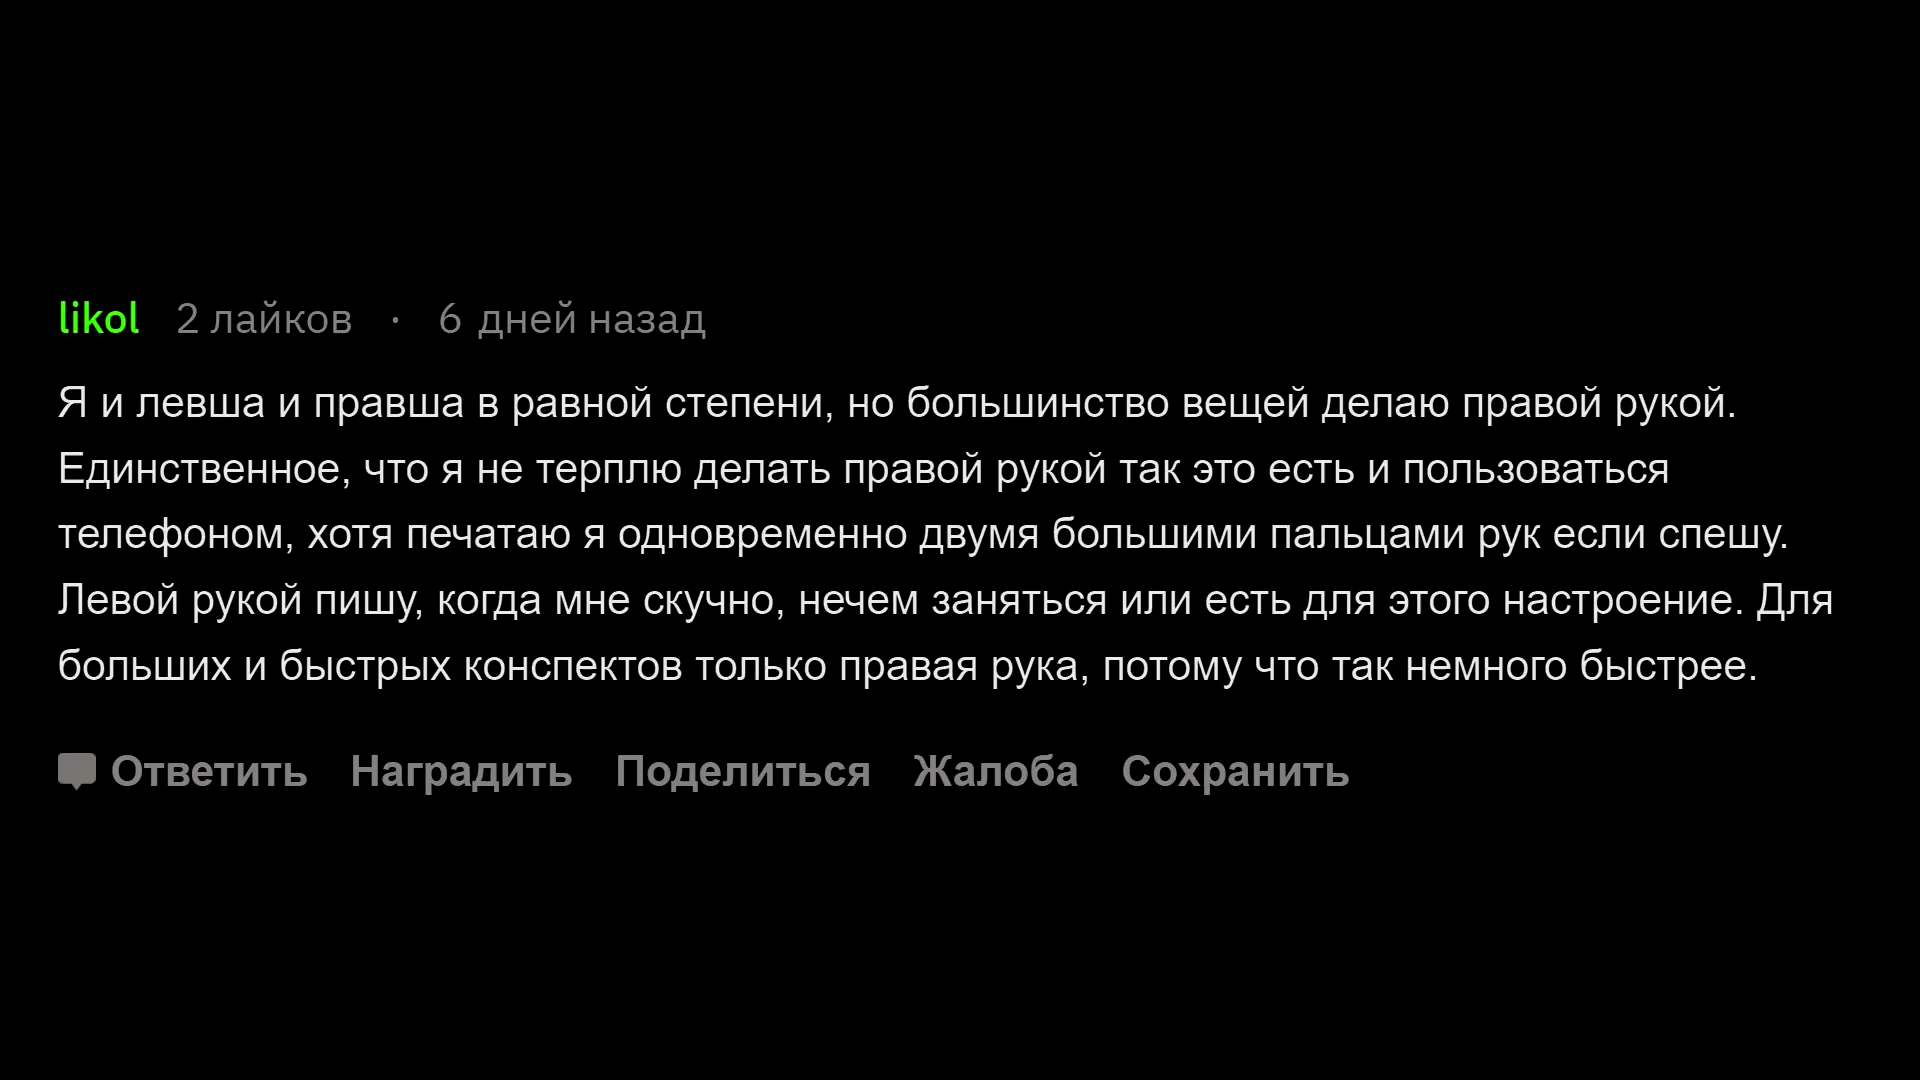 likol 2 лайков · 6 дней назад
Я и левша и правша в равной степени, но большинство вещей делаю правой рукой.
Единственное, что я не терплю делать правой рукой так это есть и пользоваться
телефоном, хотя печатаю я одновременно двумя большими пальцами рук если спешу.
Левой рукой пишу, когда мне скучно, нечем заняться или есть для этого настроение. Для
больших и быстрых конспектов только правая рука, потому что так немного быстрее.
Ответить Наградить Поделиться Жалоба Сохранить